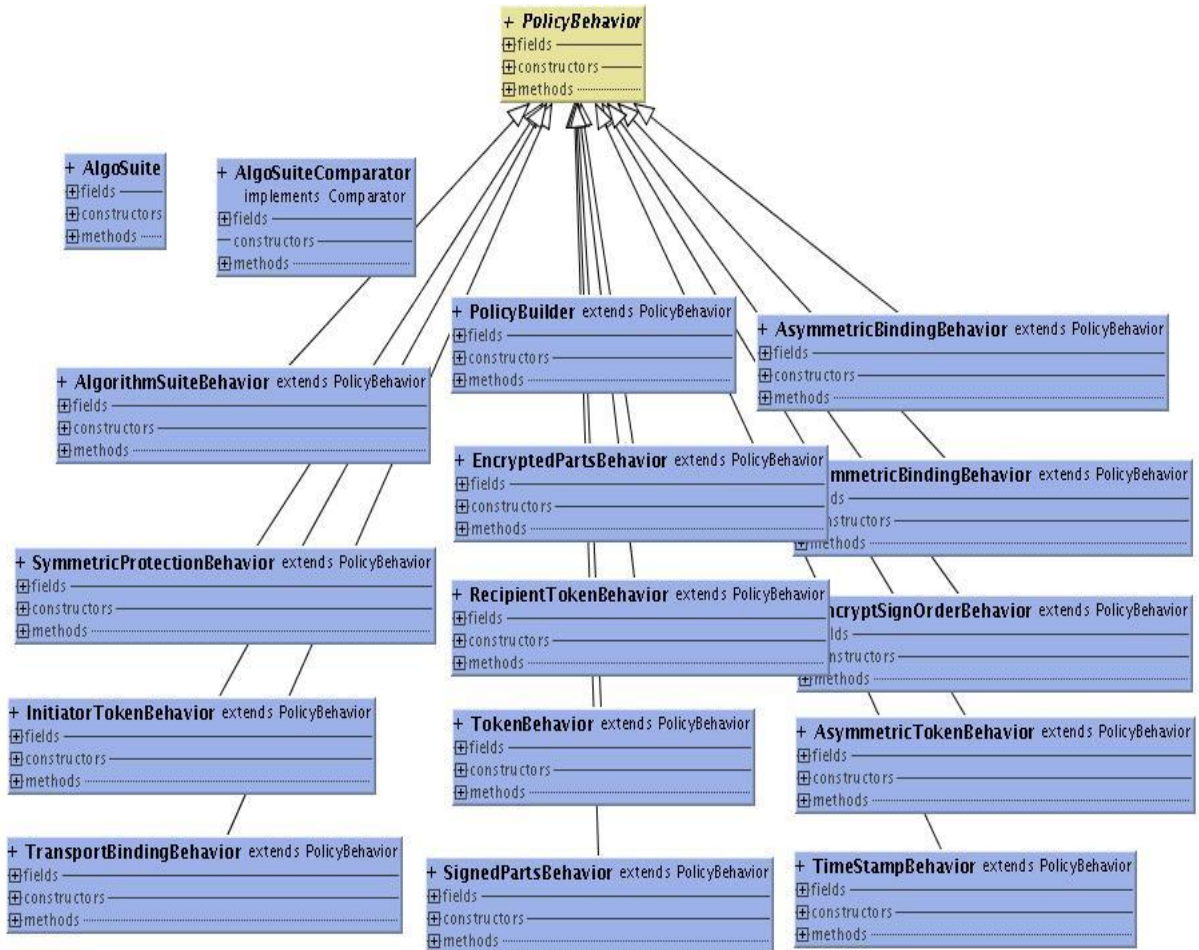 + PolicyBehavior
fields
constructors
methods
+ AlgoSuite
fields
constructors
methods
+ AlgoSuiteComparator
implements Comparator
fields
constructors
methods
+ PolicyBuilder extends PolicyBehavior
fields
constructors
methods
+ AsymmetricBindingBehavior extends PolicyBehavior
fields
constructors
methods
+ AlgorithmSuiteBehavior extends PolicyBehavior
fields
constructors
methods
+ EncryptedPartsBehavior extends PolicyBehavior
fields
constructors
methods
mmetricBindingBehavior extends PolicyBehavior
ds
nstructors
methods
+ SymmetricProtectionBehavior extends PolicyBehavior
fields
constructors
methods
+ RecipientTokenBehavior extends PolicyBehavior
fields
constructors
methods
ncryptSignOrderBehavior extends PolicyBehavior
lds
nstructors
methods
+ InitiatorTokenBehavior extends PolicyBehavior
fields
constructors
methods
+ TokenBehavior extends PolicyBehavior
fields
constructors
methods
+ AsymmetricTokenBehavior extends PolicyBehavior
fields
constructors
methods
+ TransportBindingBehavior extends PolicyBehavior
fields
constructors
methods
+ SignedPartsBehavior extends PolicyBehavior
fields
constructors
methods
+ TimeStampBehavior extends PolicyBehavior
fields
constructors
methods